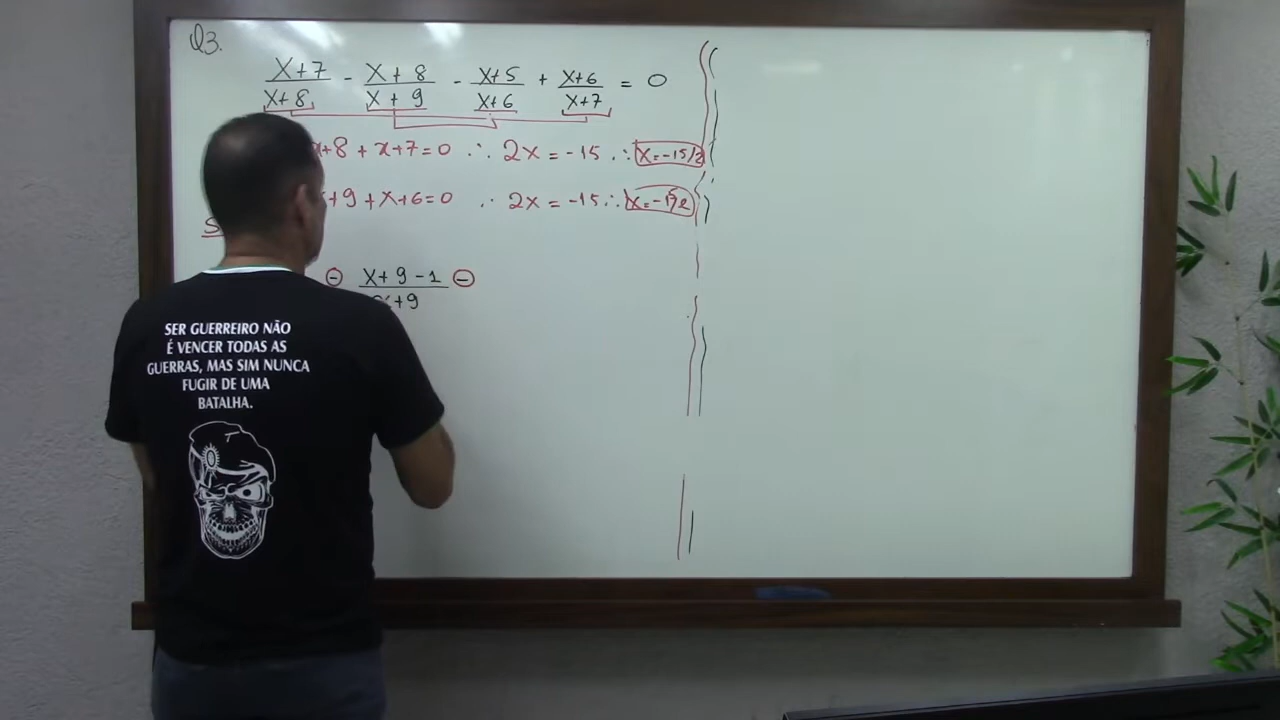 Q3.
x+7/x+8 - x+8/x+9 - x+5/x+6 + x+6/x+7 = 0
x+8 + x+7=0 ∴ 2x = -15 ∴ x=-15/2
+9 + x+6=0 ∴ 2x = -15 ∴ x=-15/2
S
⊖ x+9-1/x+9 ⊖
SER GUERREIRO NÃO
É VENCER TODAS AS
GUERRAS, MAS SIM NUNCA
FUGIR DE UMA
BATALHA.